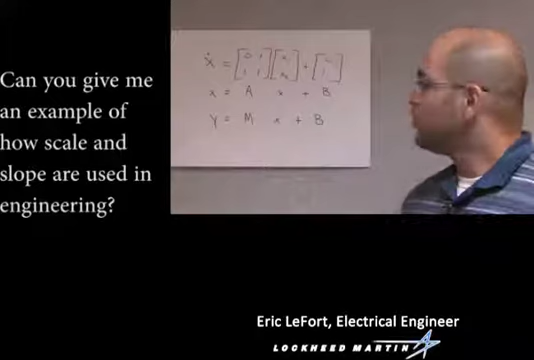 Can you give me
an example of
how scale and
slope are used in
engineering?
x = A x + B
y = M x + B
Eric LeFort, Electrical Engineer
LOCKHEED MARTIN